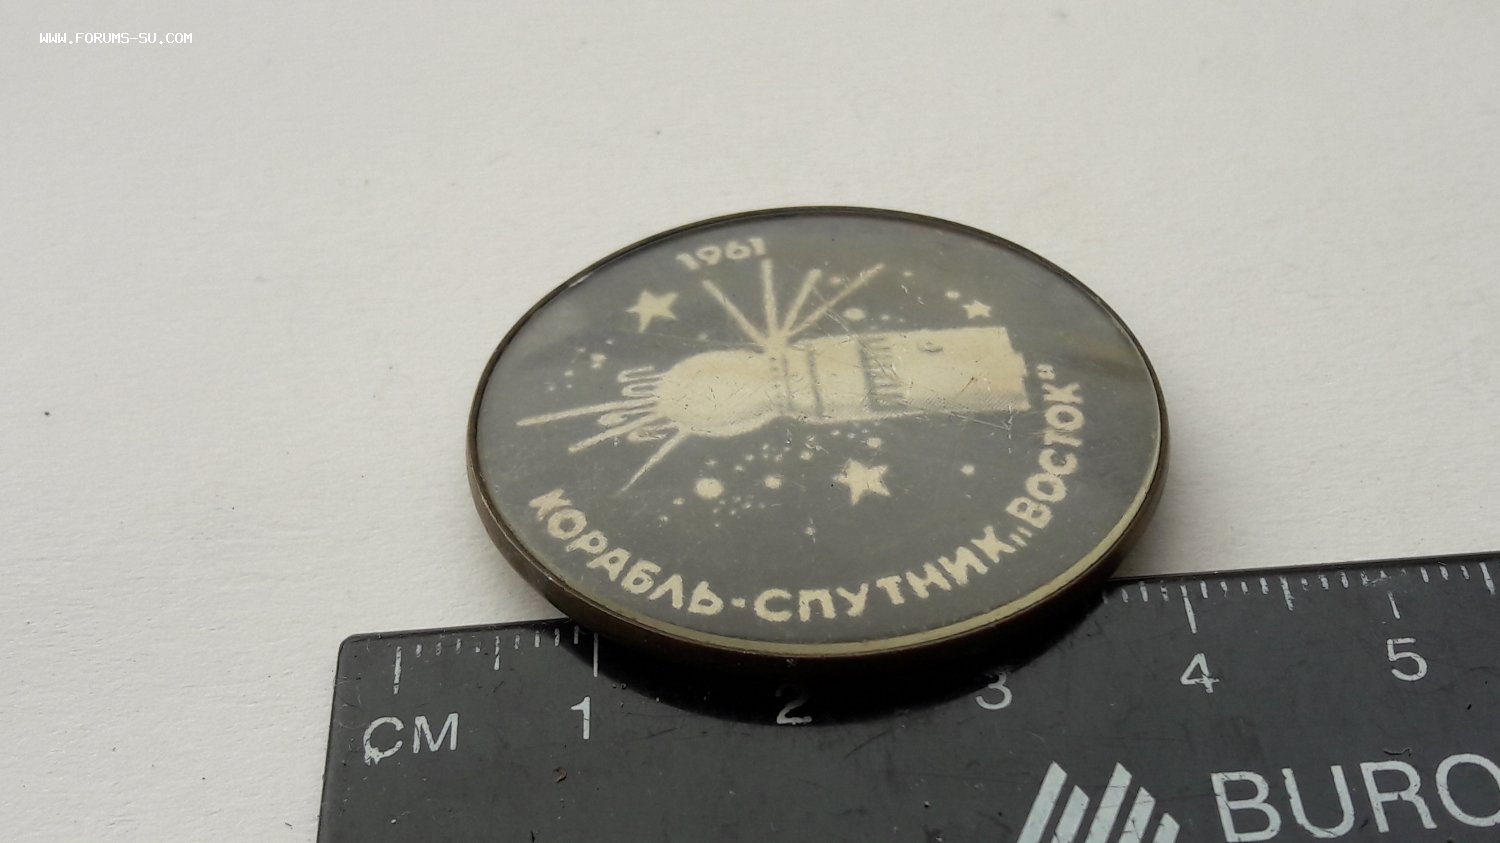 WWW.FORUMS-SU.COM
1961
КОРАБЛЬ-СПУТНИК „ВОСТОК"
СМ 1 2 3 4 5
BURO